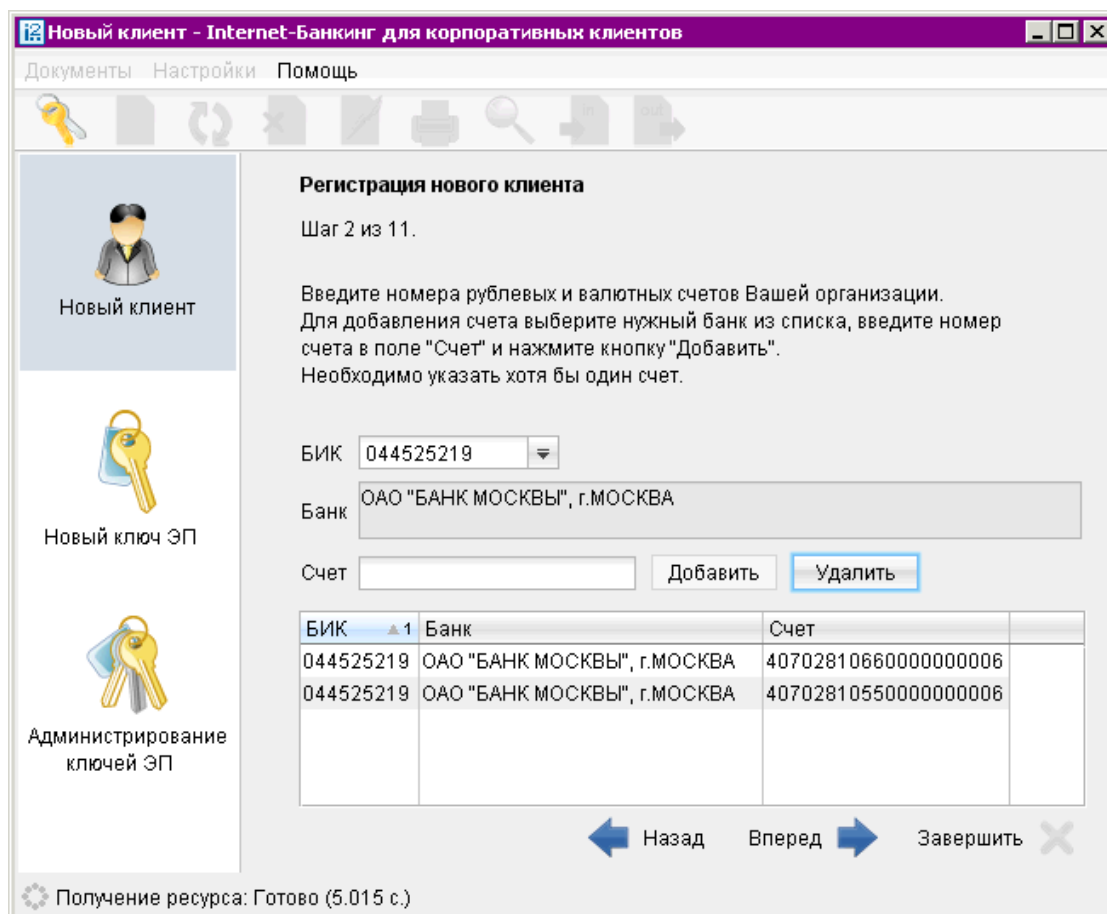 Новый клиент - Internet-Банкинг для корпоративных клиентов
Документы Настройки Помощь
in out
Регистрация нового клиента
Шаг 2 из 11.
Новый клиент
Введите номера рублевых и валютных счетов Вашей организации.
Для добавления счета выберите нужный банк из списка, введите номер
счета в поле "Счет" и нажмите кнопку "Добавить".
Необходимо указать хотя бы один счет.
БИК 044525219
Банк ОАО "БАНК МОСКВЫ", г.МОСКВА
Новый ключ ЭП
Счет Добавить Удалить
БИК 1 Банк Счет
044525219 ОАО "БАНК МОСКВЫ", г.МОСКВА 40702810660000000006
044525219 ОАО "БАНК МОСКВЫ", г.МОСКВА 40702810550000000006
Администрирование
ключей ЭП
Назад Вперед Завершить
Получение ресурса: Готово (5.015 с.)